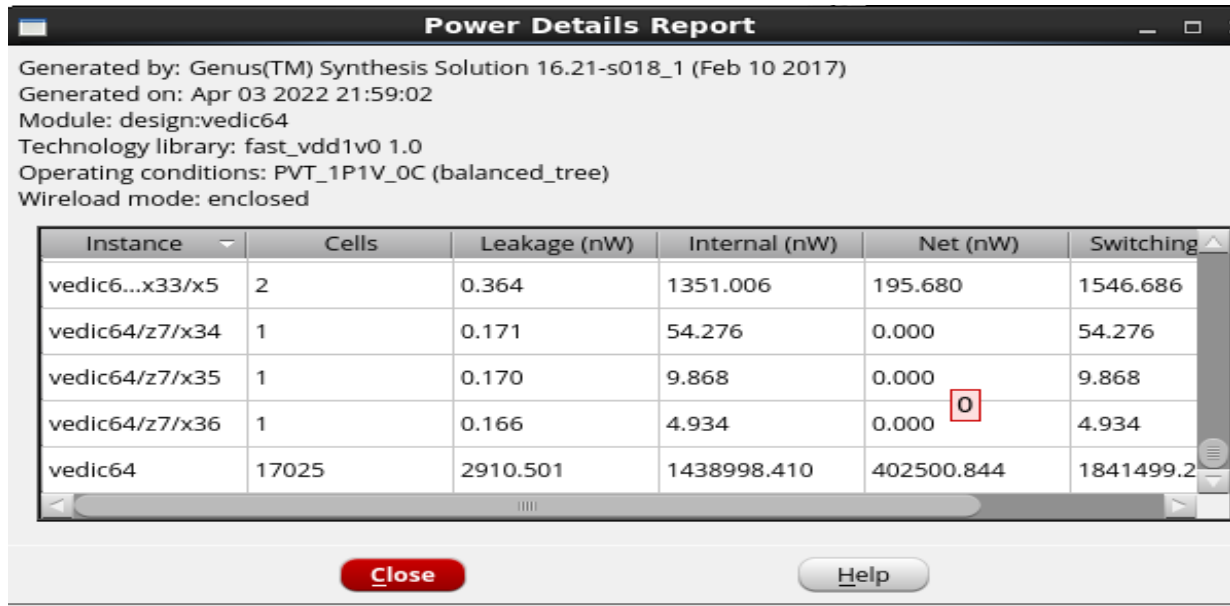 Power Details Report
Generated by: Genus(TM) Synthesis Solution 16.21-s018_1 (Feb 10 2017)
Generated on: Apr 03 2022 21:59:02
Module: design:vedic64
Technology library: fast_vdd1v0 1.0
Operating conditions: PVT_1P1V_0C (balanced_tree)
Wireload mode: enclosed
Instance Cells Leakage (nW) Internal (nW) Net (nW) Switching
vedic6...x33/x5 2 0.364 1351.006 195.680 1546.686
vedic64/z7/x34 1 0.171 54.276 0.000 54.276
vedic64/z7/x35 1 0.170 9.868 0.000 9.868
0
vedic64/z7/x36 1 0.166 4.934 0.000 4.934
vedic64 17025 2910.501 1438998.410 402500.844 1841499.2
Close Help